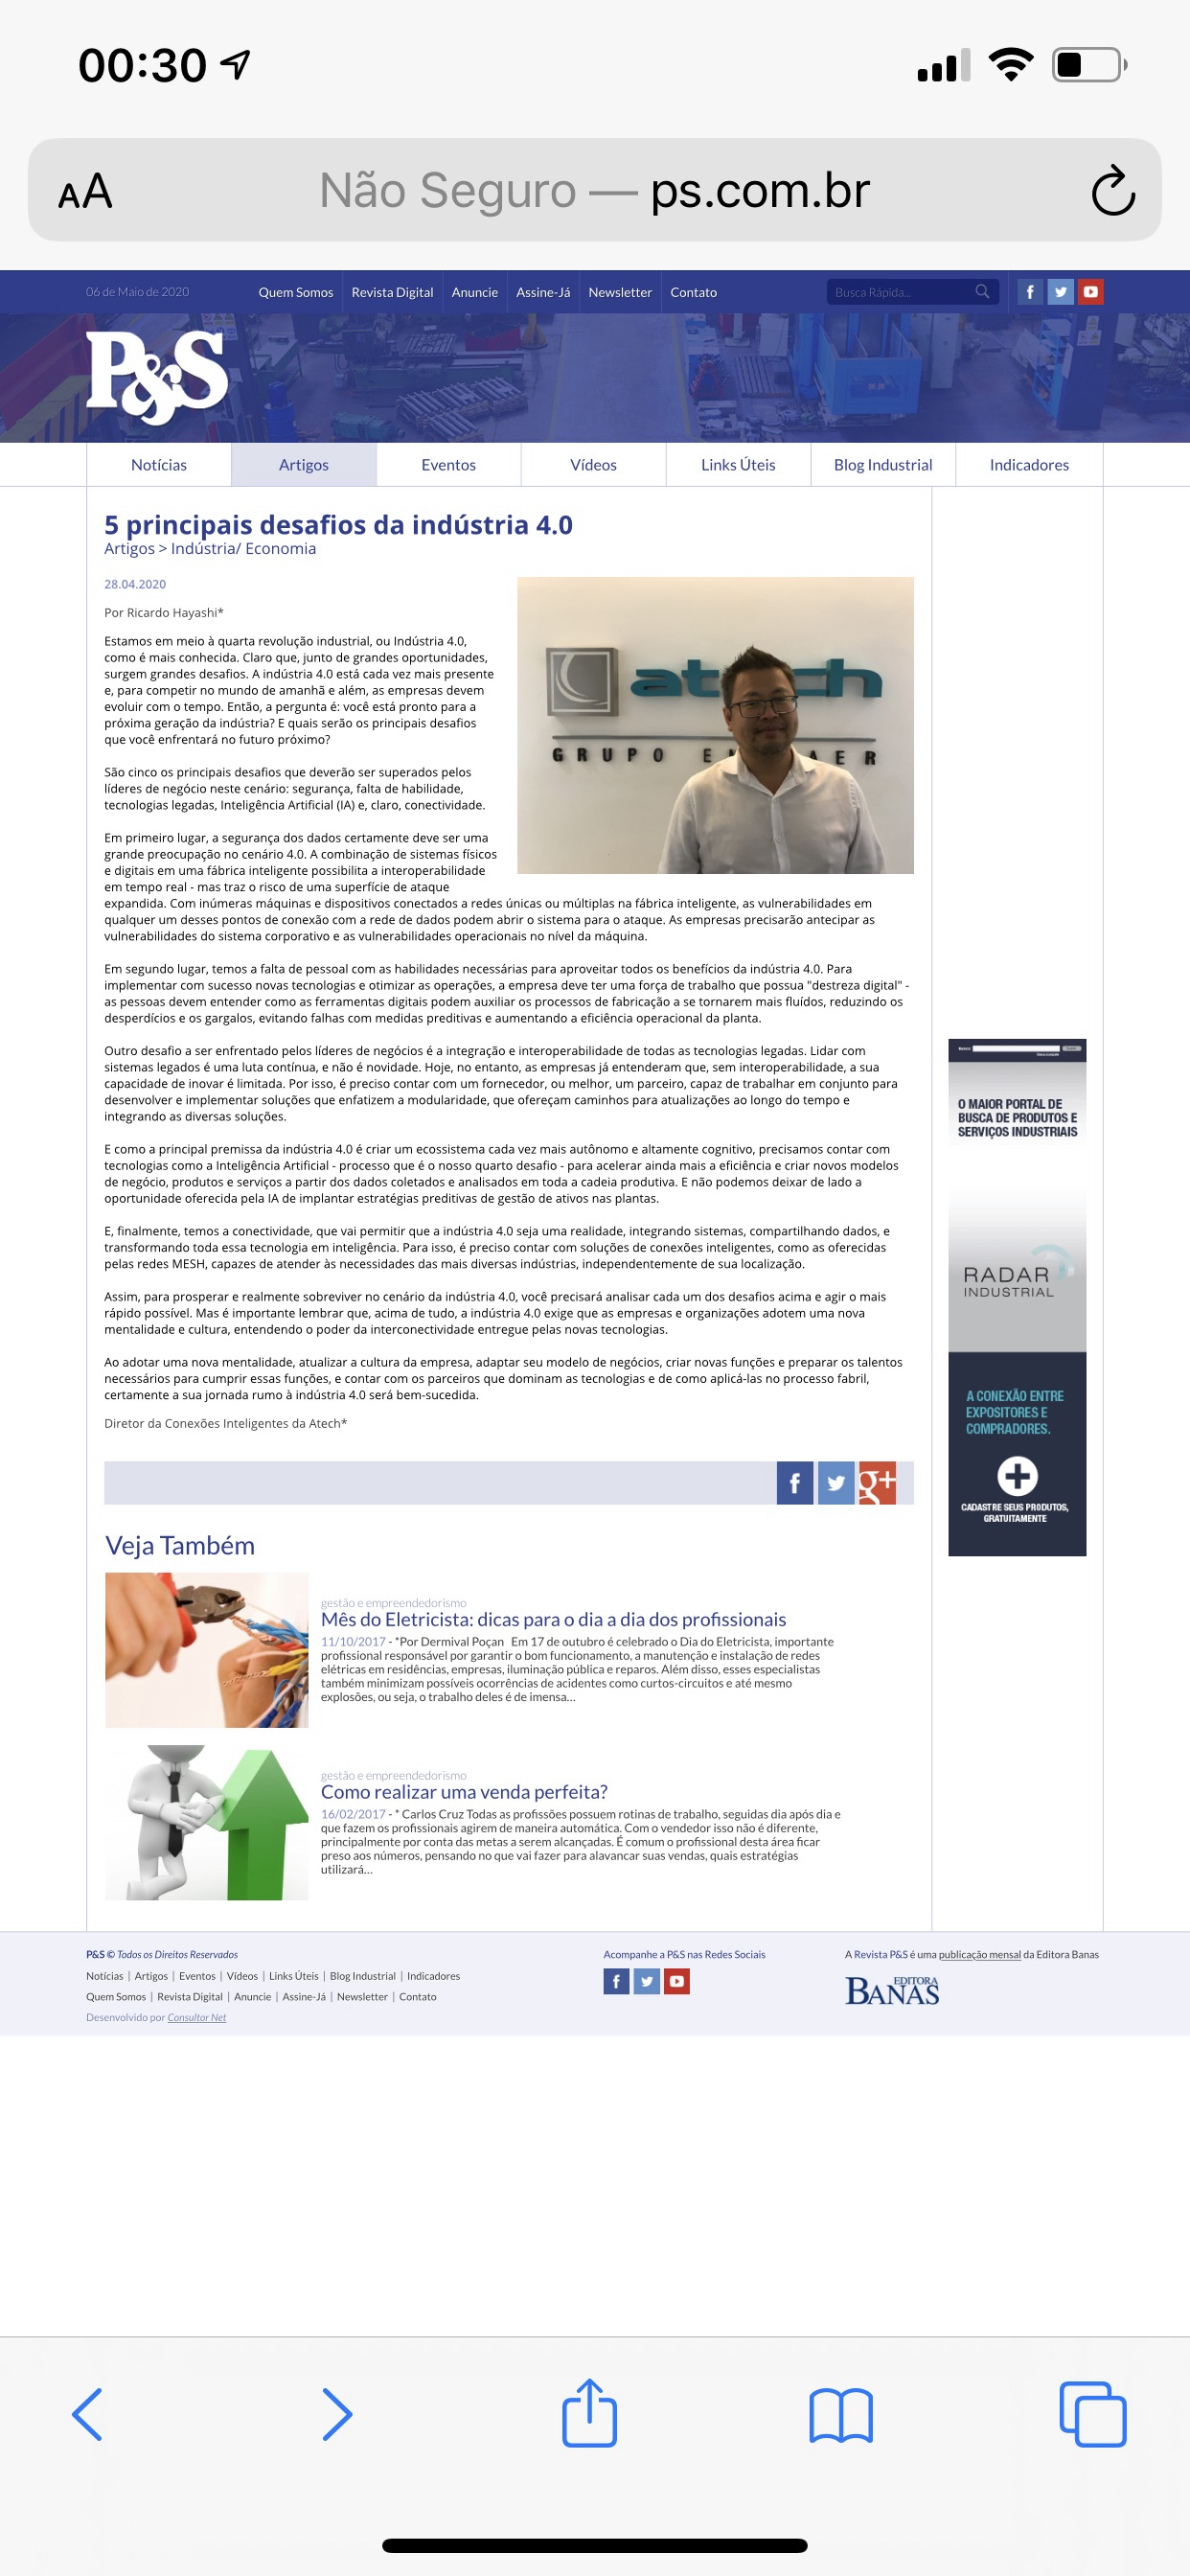 00:30
AA Não Seguro — ps.com.br
06 de Maio de 2020 Quem Somos Revista Digital Anuncie Assine-Já Newsletter Contato Busca Rápida...
P&S
Notícias Artigos Eventos Vídeos Links Úteis Blog Industrial Indicadores
5 principais desafios da indústria 4.0
Artigos > Indústria/ Economia
28.04.2020
Por Ricardo Hayashi*
Estamos em meio à quarta revolução industrial, ou Indústria 4.0,
como é mais conhecida. Claro que, junto de grandes oportunidades,
surgem grandes desafios. A indústria 4.0 está cada vez mais presente
e, para competir no mundo de amanhã e além, as empresas devem
evoluir com o tempo. Então, a pergunta é: você está pronto para a
próxima geração da indústria? E quais serão os principais desafios
que você enfrentará no futuro próximo?
São cinco os principais desafios que deverão ser superados pelos
líderes de negócio neste cenário: segurança, falta de habilidade,
tecnologias legadas, Inteligência Artificial (IA) e, claro, conectividade.
Em primeiro lugar, a segurança dos dados certamente deve ser uma
grande preocupação no cenário 4.0. A combinação de sistemas físicos
e digitais em uma fábrica inteligente possibilita a interoperabilidade
em tempo real - mas traz o risco de uma superfície de ataque
expandida. Com inúmeras máquinas e dispositivos conectados a redes únicas ou múltiplas na fábrica inteligente, as vulnerabilidades em
qualquer um desses pontos de conexão com a rede de dados podem abrir o sistema para o ataque. As empresas precisarão antecipar as
vulnerabilidades do sistema corporativo e as vulnerabilidades operacionais no nível da máquina.
Em segundo lugar, temos a falta de pessoal com as habilidades necessárias para aproveitar todos os benefícios da indústria 4.0. Para
implementar com sucesso novas tecnologias e otimizar as operações, a empresa deve ter uma força de trabalho que possua "destreza digital" -
as pessoas devem entender como as ferramentas digitais podem auxiliar os processos de fabricação a se tornarem mais fluídos, reduzindo os
desperdícios e os gargalos, evitando falhas com medidas preditivas e aumentando a eficiência operacional da planta.
Outro desafio a ser enfrentado pelos líderes de negócios é a integração e interoperabilidade de todas as tecnologias legadas. Lidar com
sistemas legados é uma luta contínua, e não é novidade. Hoje, no entanto, as empresas já entenderam que, sem interoperabilidade, a sua
capacidade de inovar é limitada. Por isso, é preciso contar com um fornecedor, ou melhor, um parceiro, capaz de trabalhar em conjunto para
desenvolver e implementar soluções que enfatizem a modularidade, que ofereçam caminhos para atualizações ao longo do tempo e
integrando as diversas soluções.
E como a principal premissa da indústria 4.0 é criar um ecossistema cada vez mais autônomo e altamente cognitivo, precisamos contar com
tecnologias como a Inteligência Artificial - processo que é o nosso quarto desafio - para acelerar ainda mais a eficiência e criar novos modelos
de negócio, produtos e serviços a partir dos dados coletados e analisados em toda a cadeia produtiva. E não podemos deixar de lado a
oportunidade oferecida pela IA de implantar estratégias preditivas de gestão de ativos nas plantas.
E, finalmente, temos a conectividade, que vai permitir que a indústria 4.0 seja uma realidade, integrando sistemas, compartilhando dados, e
transformando toda essa tecnologia em inteligência. Para isso, é preciso contar com soluções de conexões inteligentes, como as oferecidas
pelas redes MESH, capazes de atender às necessidades das mais diversas indústrias, independentemente de sua localização.
Assim, para prosperar e realmente sobreviver no cenário da indústria 4.0, você precisará analisar cada um dos desafios acima e agir o mais
rápido possível. Mas é importante lembrar que, acima de tudo, a indústria 4.0 exige que as empresas e organizações adotem uma nova
mentalidade e cultura, entendendo o poder da interconectividade entregue pelas novas tecnologias.
Ao adotar uma nova mentalidade, atualizar a cultura da empresa, adaptar seu modelo de negócios, criar novas funções e preparar os talentos
necessários para cumprir essas funções, e contar com os parceiros que dominam as tecnologias e de como aplicá-las no processo fabril,
certamente a sua jornada rumo à indústria 4.0 será bem-sucedida.
Diretor da Conexões Inteligentes da Atech*
GRUPO
O MAIOR PORTAL DE
BUSCA DE PRODUTOS E
SERVIÇOS INDUSTRIAIS
RADAR
INDUSTRIAL
A CONEXÃO ENTRE
EXPOSITORES E
COMPRADORES.
CADASTRE SEUS PRODUTOS,
GRATUITAMENTE
Veja Também
gestão e empreendedorismo
Mês do Eletricista: dicas para o dia a dia dos profissionais
11/10/2017 - *Por Dermival Poçan Em 17 de outubro é celebrado o Dia do Eletricista, importante
profissional responsável por garantir o bom funcionamento, a manutenção e instalação de redes
elétricas em residências, empresas, iluminação pública e reparos. Além disso, esses especialistas
também minimizam possíveis ocorrências de acidentes como curtos-circuitos e até mesmo
explosões, ou seja, o trabalho deles é de imensa...
gestão e empreendedorismo
Como realizar uma venda perfeita?
16/02/2017 - * Carlos Cruz Todas as profissões possuem rotinas de trabalho, seguidas dia após dia e
que fazem os profissionais agirem de maneira automática. Com o vendedor isso não é diferente,
principalmente por conta das metas a serem alcançadas. É comum o profissional desta área ficar
preso aos números, pensando no que vai fazer para alavancar suas vendas, quais estratégias
utilizará...
P&S © Todos os Direitos Reservados
Notícias | Artigos | Eventos | Vídeos | Links Úteis | Blog Industrial | Indicadores
Quem Somos | Revista Digital | Anuncie | Assine-Já | Newsletter | Contato
Desenvolvido por Consultor Net
Acompanhe a P&S nas Redes Sociais
A Revista P&S é uma publicação mensal da Editora Banas
EDITORA
BANAS